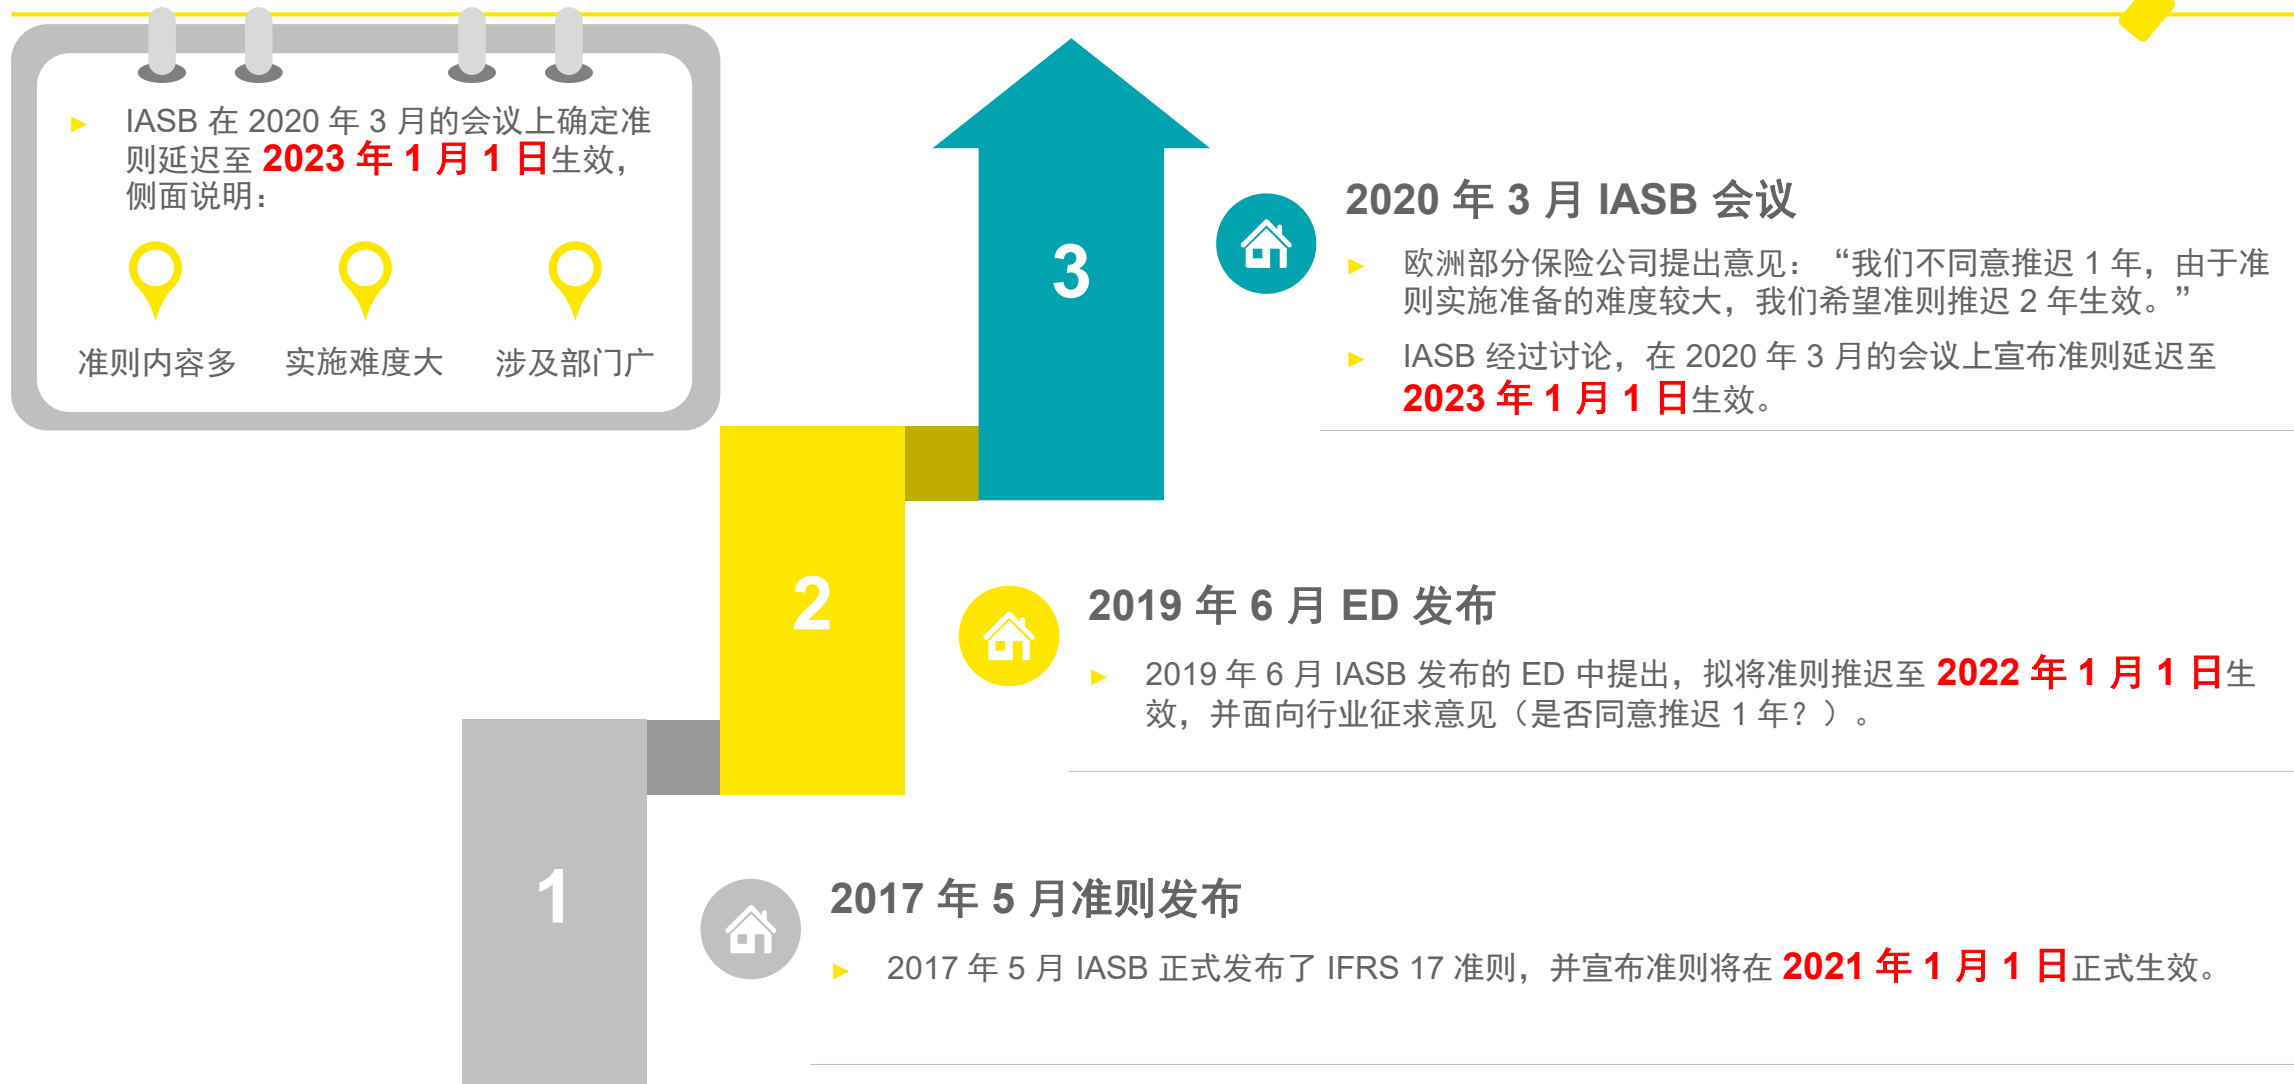 IASB 在 2020 年 3 月的会议上确定准
则延迟至 2023 年 1 月 1 日生效,
侧面说明:
准则内容多 实施难度大 涉及部门广
3
2020 年 3 月 IASB 会议
欧洲部分保险公司提出意见: “我们不同意推迟 1 年, 由于准
则实施准备的难度较大, 我们希望准则推迟 2 年生效。”
IASB 经过讨论, 在 2020 年 3 月的会议上宣布准则延迟至
2023 年 1 月 1 日生效。
2
2019 年 6 月 ED 发布
2019 年 6 月 IASB 发布的 ED 中提出, 拟将准则推迟至 2022 年 1 月 1 日生
效, 并面向行业征求意见（是否同意推迟 1 年? ）。
1
2017 年 5 月准则发布
2017 年 5 月 IASB 正式发布了 IFRS 17 准则, 并宣布准则将在 2021 年 1 月 1 日正式生效。